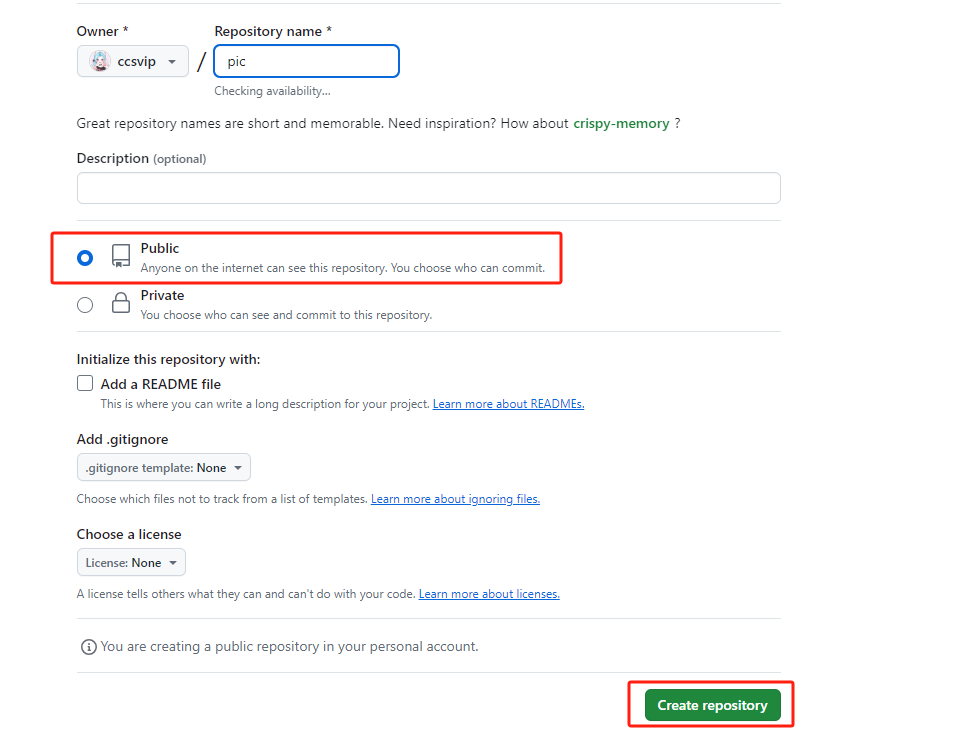 Owner * Repository name *
ccsvip / pic
Checking availability...
Great repository names are short and memorable. Need inspiration? How about crispy-memory ?
Description (optional)
Public
Anyone on the internet can see this repository. You choose who can commit.
Private
You choose who can see and commit to this repository.
Initialize this repository with:
Add a README file
This is where you can write a long description for your project. Learn more about READMEs.
Add .gitignore
.gitignore template: None
Choose which files not to track from a list of templates. Learn more about ignoring files.
Choose a license
License: None
A license tells others what they can and can't do with your code. Learn more about licenses.
You are creating a public repository in your personal account.
Create repository